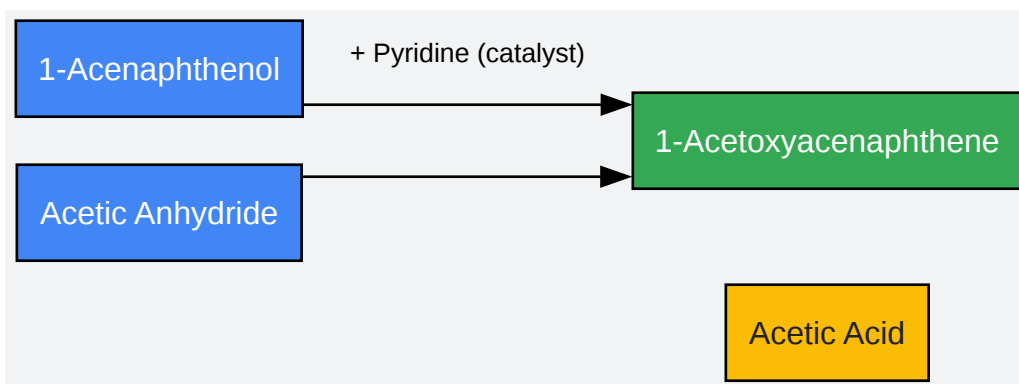 1-Acenaphthenol
+ Pyridine (catalyst)
1-Acetoxyacenaphthene
Acetic Anhydride
Acetic Acid